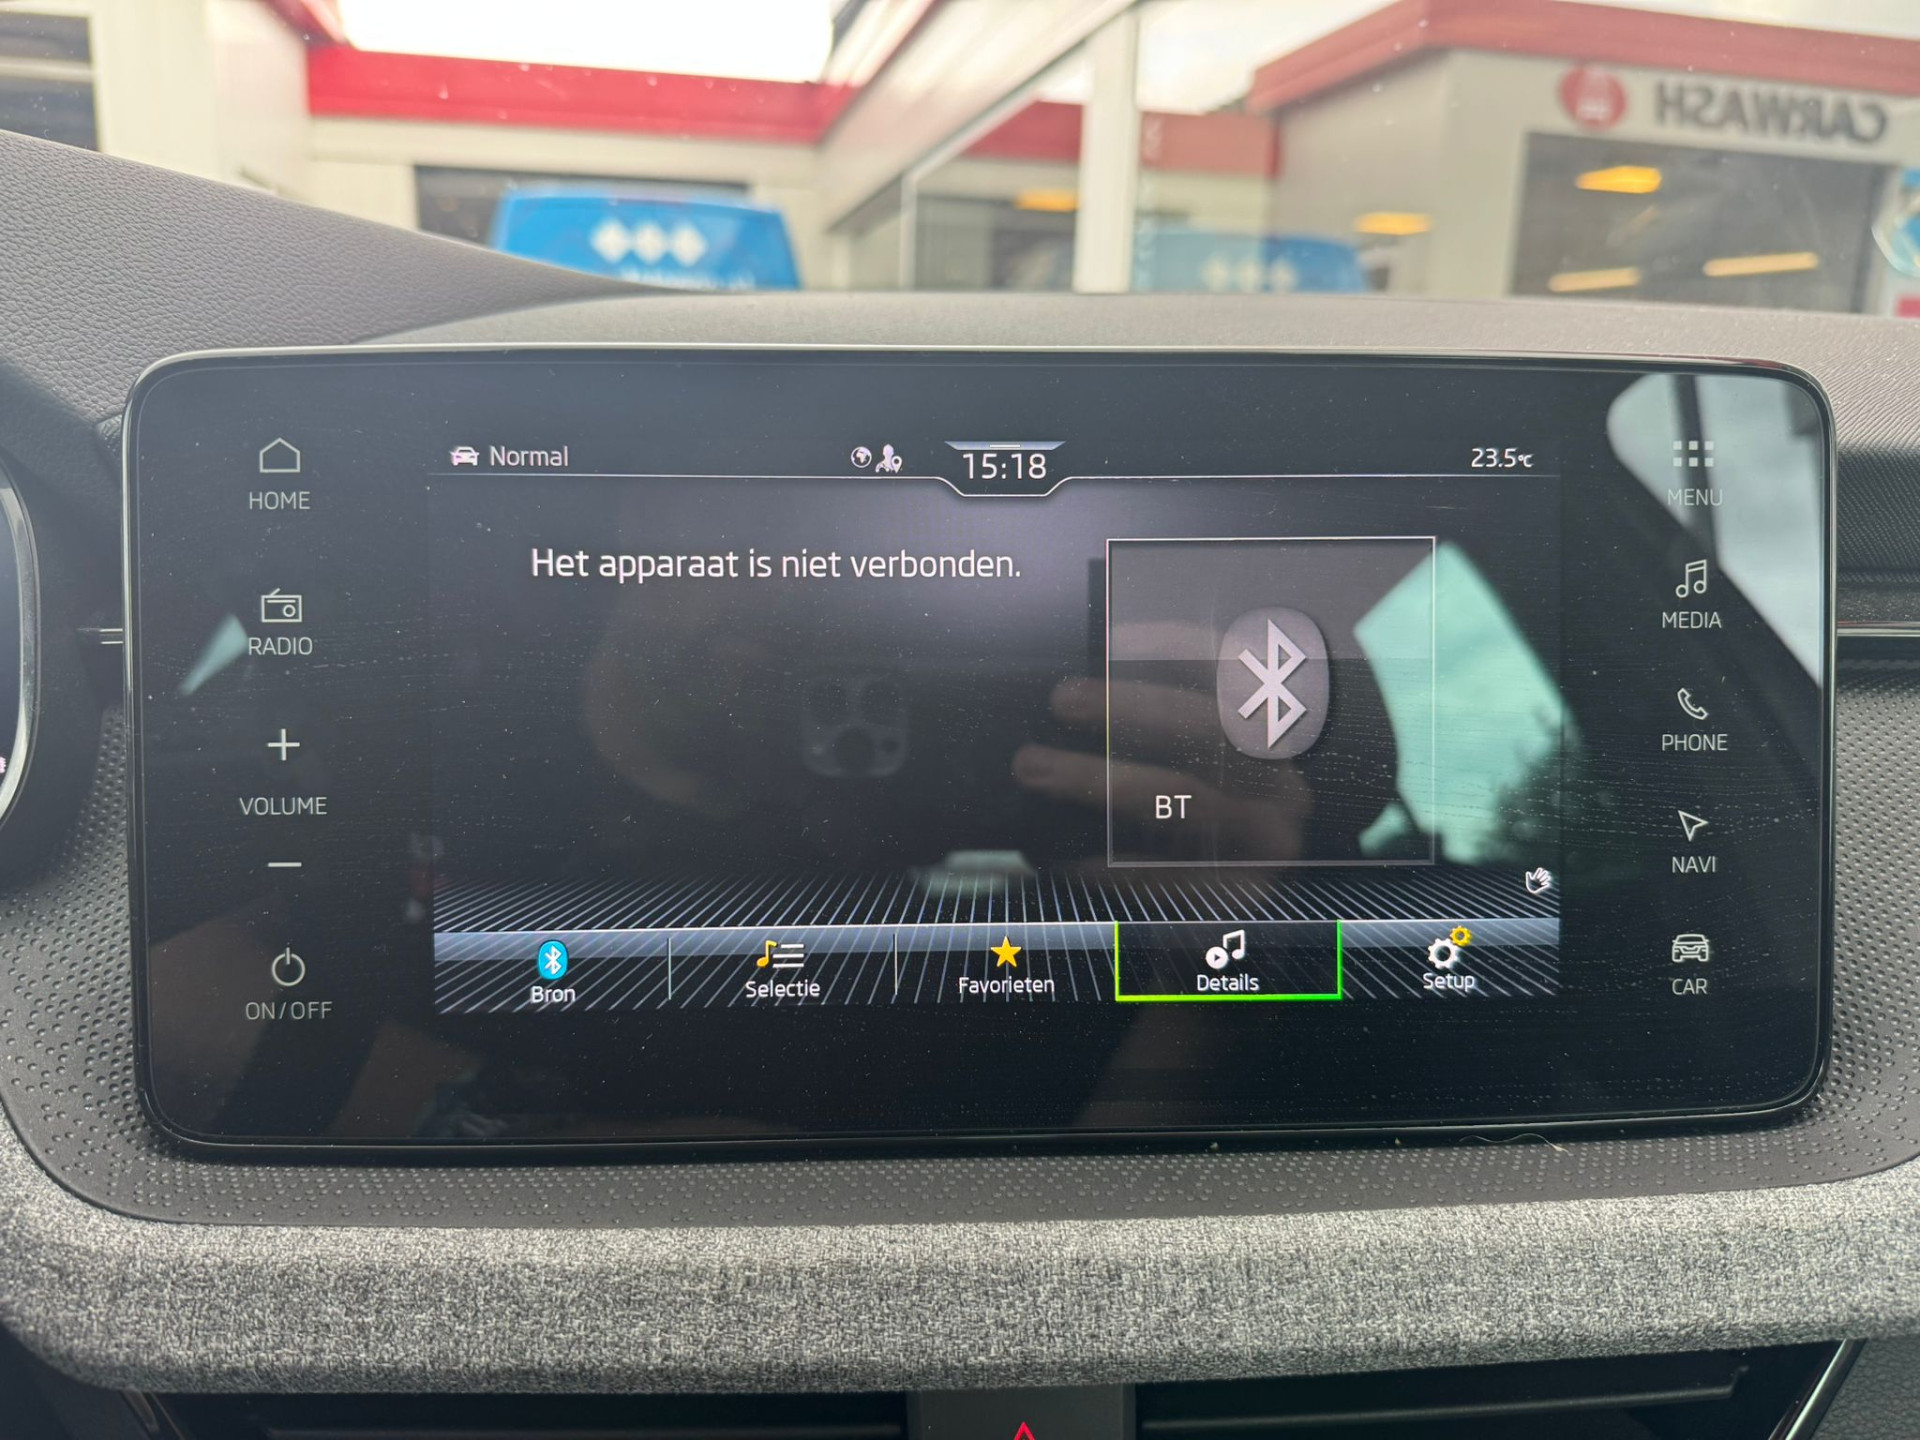 CARWASH
Normal
15:18
23.5°C
HOME
MENU
Het apparaat is niet verbonden.
RADIO
MEDIA
PHONE
VOLUME
BT
NAVI
Bron
Selectie
Favorieten
Details
Setup
CAR
ON/OFF